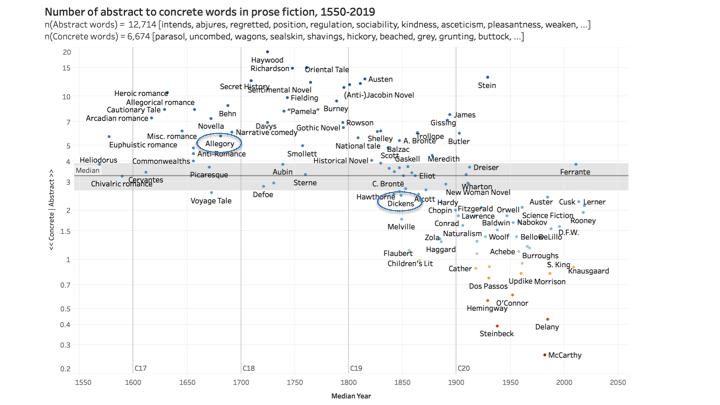 Number of abstract to concrete words in prose fiction, 1550-2019
n(Abstract words) = 12,714 [intends, abjures, regretted, position, regulation, sociability, kindness, asceticism, pleasantness, weaken, ...]
n(Concrete words) = 6,674 [parasol, uncombed, wagons, sealskin, shavings, hickory, beached, grey, grunting, buttock, ...]
20
Haywood
15
Richardson
Oriental Tale
Austen
Stein
Secret History
Sentimental Novel
Heroic romance
10
Fielding
(Anti-)Jacobin Novel
Allegorical romance
Cautionary Tale
Behn
"Pamela"
Burney
7
Arcadian romance
James
Novella
Davys
Gothic Novel
Rowson
Gissing
Misc. romance
Narrative comedy
Shelley
Trollope
5
Euphuistic romance
Allegory
National tale
A. Bronte
Butler
Balzac
4
Anti-Romance
Smollett
Scott
Heliodorus
Commonwealths
Historical Novel
Gaskell
Meredith
Median
Picaresque
Aubin
Dreiser
Ferrante
3
Cervantes
Eliot
Chivalric romance
Sterne
C. Bronte
Wharton
Defoe
New Woman Novel
Voyage Tale
Hawthorne
Alcott
Dickens
Hardy
Auster
Cusk
Lerner
2
Chopin
Fitzgerald
Orwell
Lawrence
Science Fiction
Melville
Conrad
Baldwin
Nabokov
Rooney
1.5
Zola
Naturalism
Woolf
Bellow
DeLillo
D.F.W.
Flaubert
Haggard
Achebe
Burroughs
1
Children's Lit
Cather
S. King
Knausgaard
0.7
Dos Passos
Updike
Morrison
0.5
Hemingway
O'Connor
0.4
Steinbeck
Delany
0.3
McCarthy
0.2
C17
C18
C19
C20
<< Concrete | Abstract >>
1550
1600
1650
1700
1750
1800
1850
1900
1950
2000
2050
Median Year